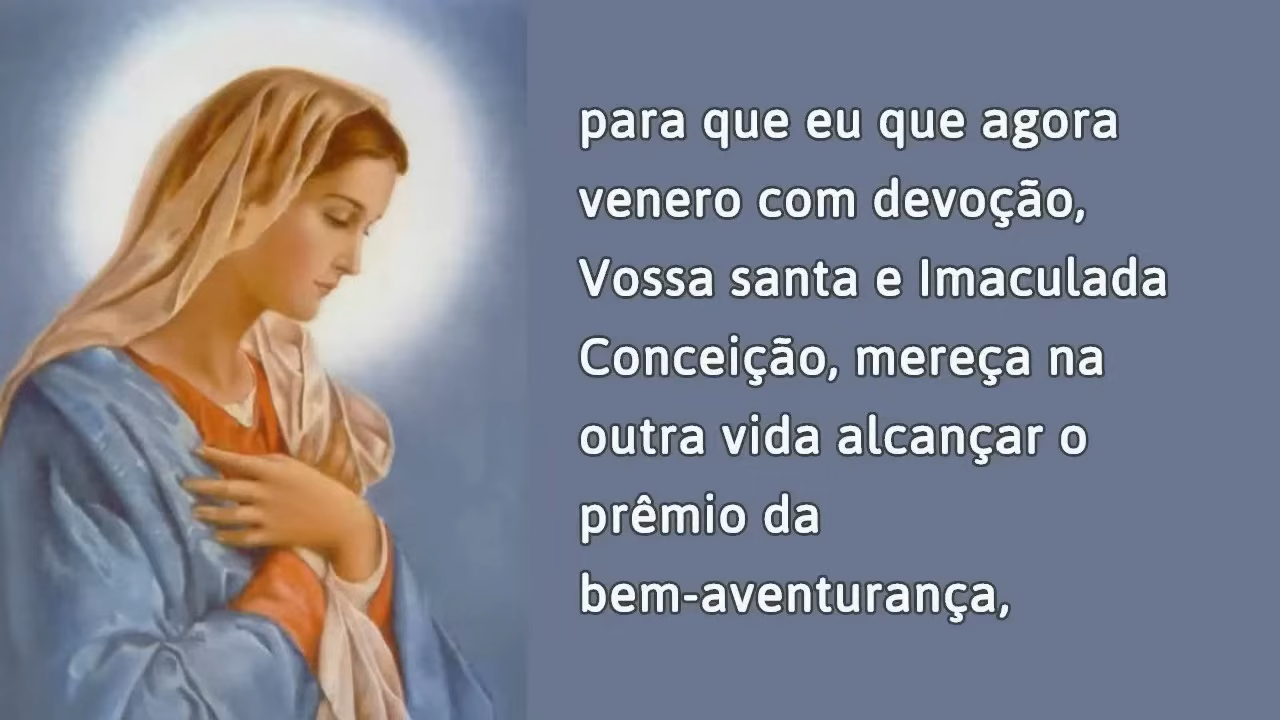 para que eu que agora
venero com devoção,
Vossa santa e Imaculada
Conceição, mereça na
outra vida alcançar o
prêmio da
bem-aventurança,